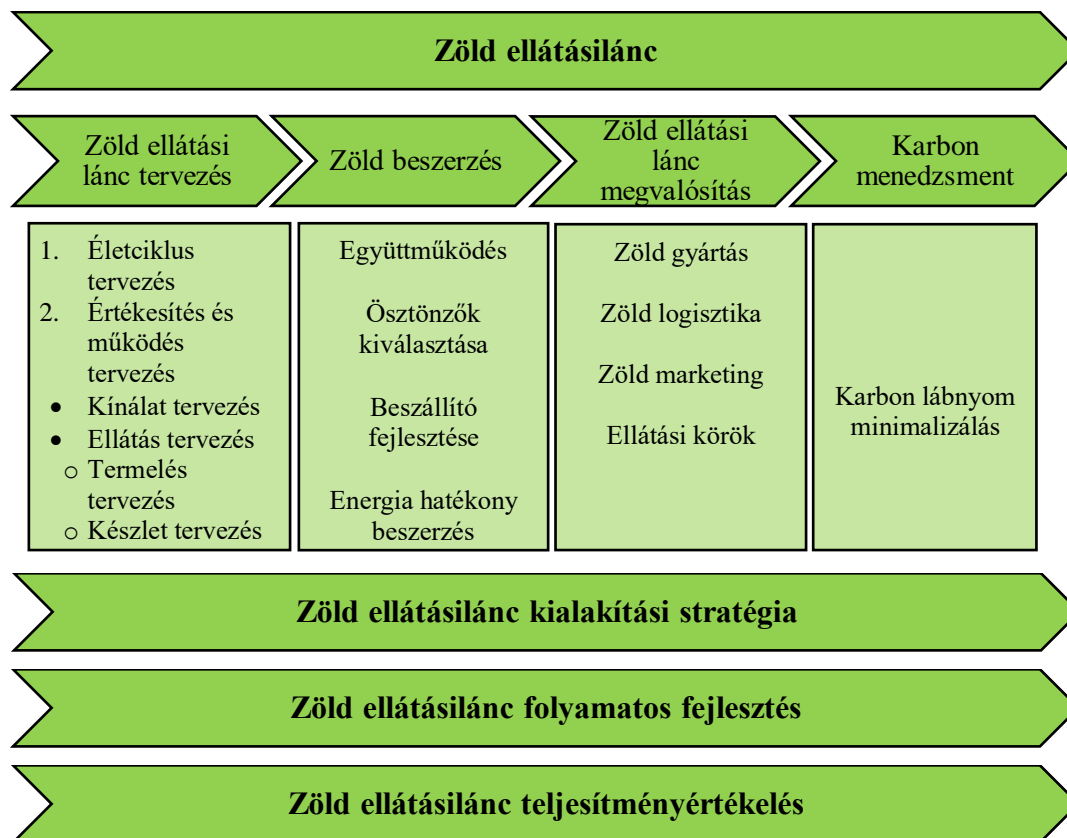 Zöld ellátásilánc
Zöld ellátási
lánc tervezés
Zöld beszerzés
Zöld ellátási
lánc
megvalósítás
Karbon
menedzsment
1. Életciklus
tervezés
2. Értékesítés és
működés
tervezés
• Kínálat tervezés
• Ellátás tervezés
o Termelés
tervezés
o Készlet tervezés
Együttműködés
Ösztönzők
kiválasztása
Beszállító
fejlesztése
Energia hatékony
beszerzés
Zöld gyártás
Zöld logisztika
Zöld marketing
Ellátási körök
Karbon lábnyom
minimalizálás
Zöld ellátásilánc kialakítási stratégia
Zöld ellátásilánc folyamatos fejlesztés
Zöld ellátásilánc teljesítményértékelés